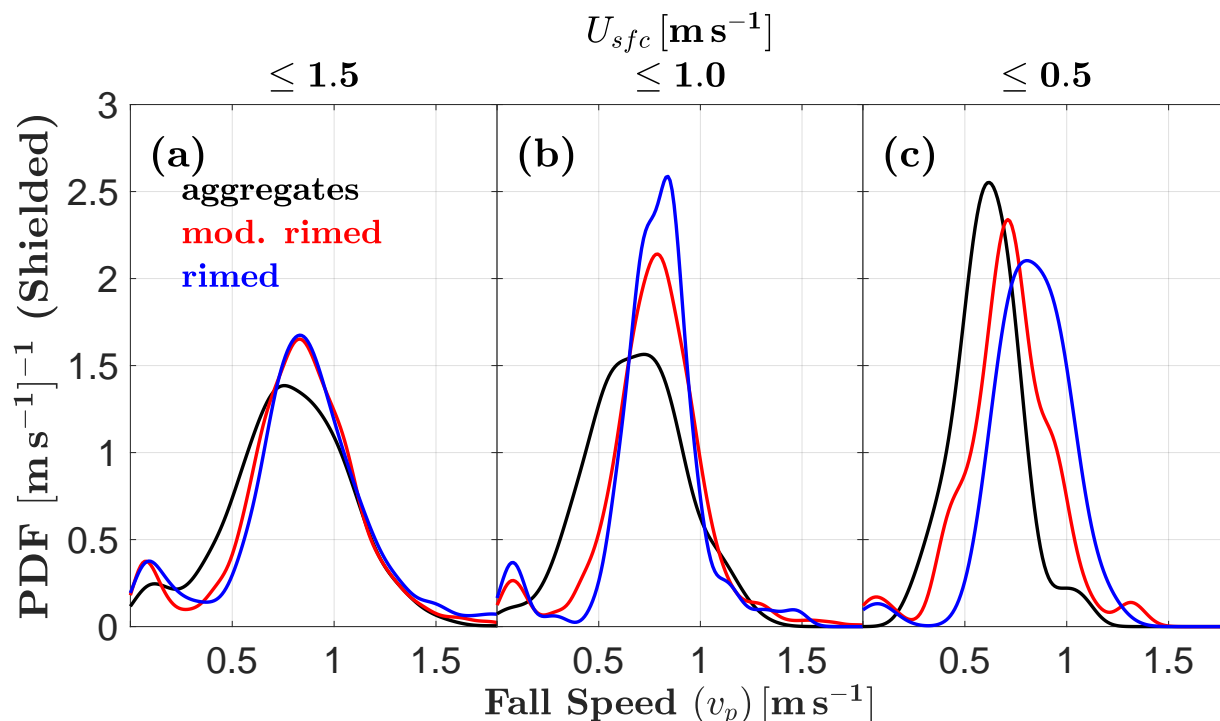 U_sfc [m s⁻¹]
≤ 1.5 ≤ 1.0 ≤ 0.5
PDF [m s⁻¹]⁻¹ (Shielded)
3
2.5
2
1.5
1
0.5
0
(a) (b) (c)
aggregates
mod. rimed
rimed
0.5 1 1.5 0.5 1 1.5 0.5 1 1.5
Fall Speed (v_p) [m s⁻¹]